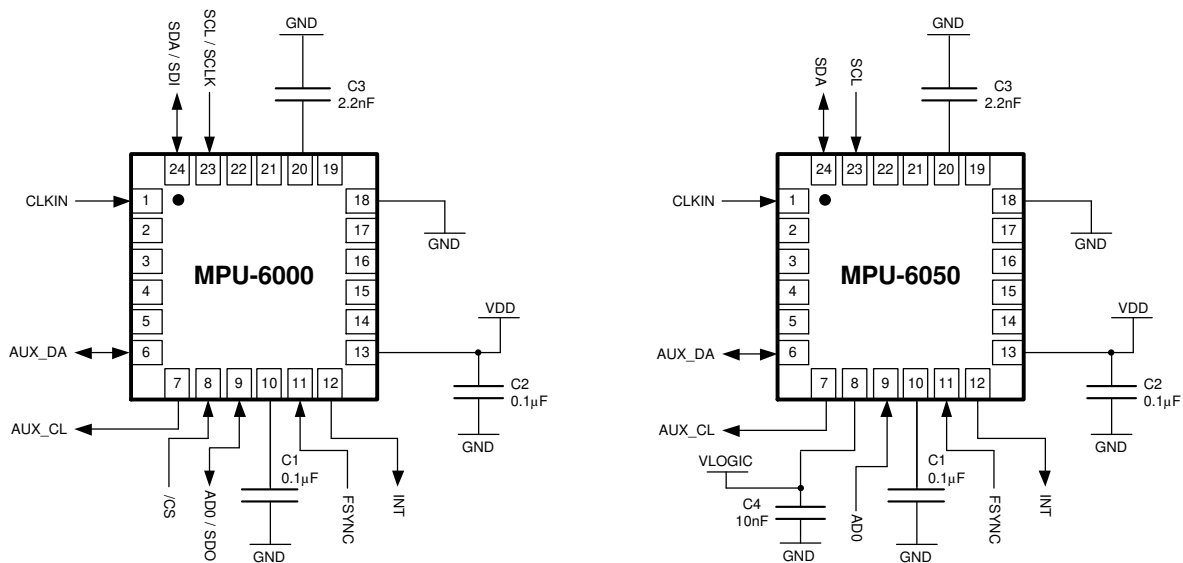 GND
SDA / SDI
SCL / SCLK
C3
2.2nF
24 23 22 21 20 19
CLKIN
1
2
3
4
5
6
18
17
16
15
14
13
MPU-6000
GND
VDD
AUX_DA
7 8 9 10 11 12
C2
0.1µF
GND
AUX_CL
/CS
AD0 / SDO
C1
0.1µF
GND
FSYNC
INT
GND
SDA
SCL
C3
2.2nF
24 23 22 21 20 19
CLKIN
1
2
3
4
5
6
18
17
16
15
14
13
MPU-6050
GND
VDD
AUX_DA
7 8 9 10 11 12
C2
0.1µF
GND
AUX_CL
VLOGIC
C4
10nF
GND
AD0
C1
0.1µF
GND
FSYNC
INT